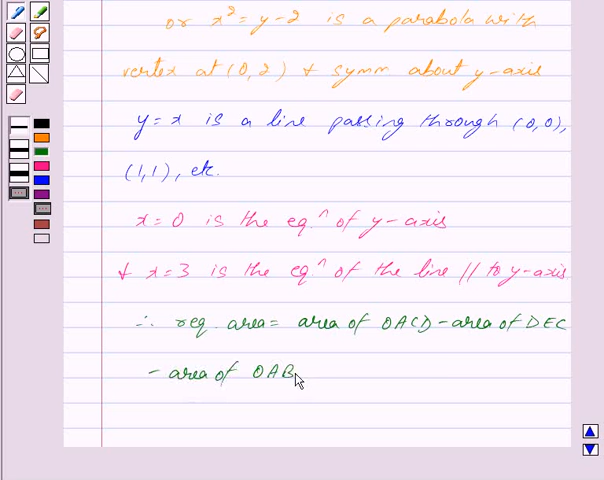 or x² = y - 2 is a parabola with
vertex at (0, 2) & symm about y-axis
y = x is a line passing through (0,0),
(1,1), etc.
x = 0 is the eq.ⁿ of y-axis
& x = 3 is the eq.ⁿ of the line // to y-axis
∴ req. area = area of OACD - area of DEC
- area of OAB